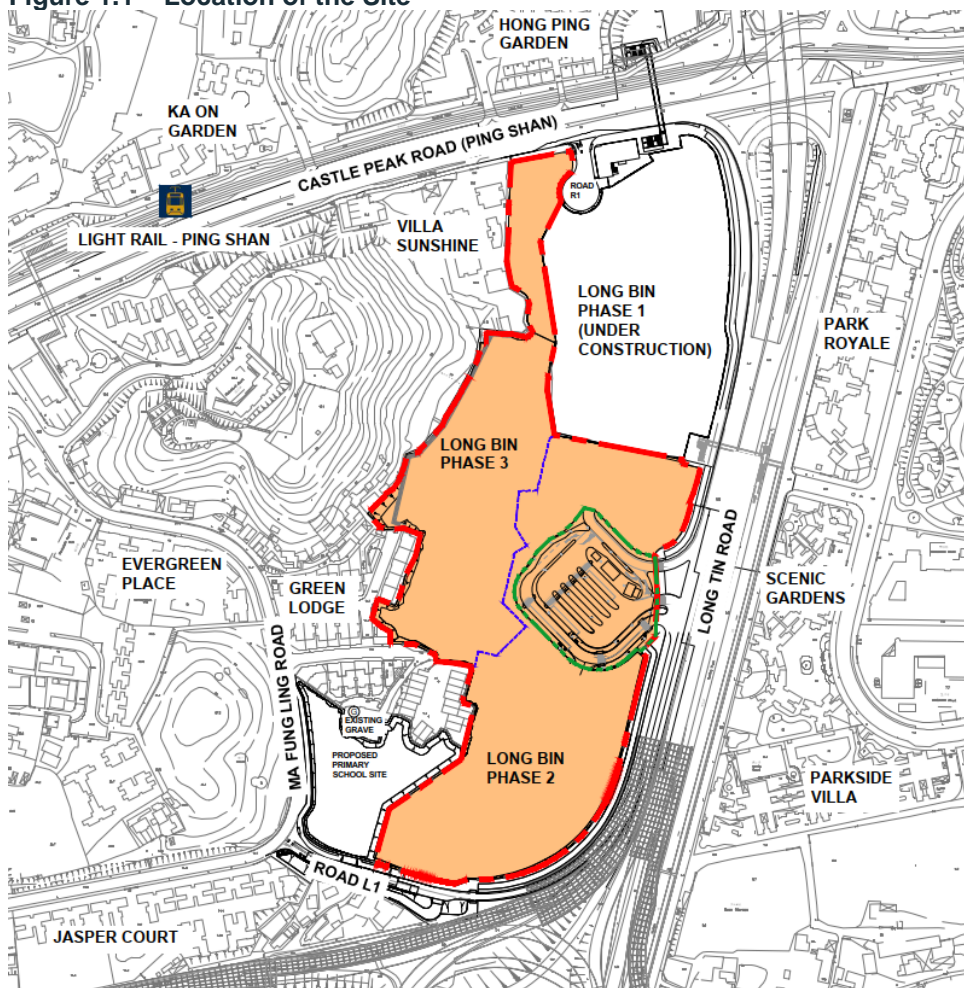 Figure 1.1 Location of the Site
HONG PING
GARDEN
KA ON
GARDEN
CASTLE PEAK ROAD (PING SHAN)
ROAD
R1
LIGHT RAIL - PING SHAN
VILLA
SUNSHINE
LONG BIN
PHASE 1
(UNDER
CONSTRUCTION)
PARK
ROYALE
LONG BIN
PHASE 3
LONG TIN ROAD
EVERGREEN
PLACE
GREEN
LODGE
SCENIC
GARDENS
MA FUNG LING ROAD
G
EXISTING
GRAVE
PROPOSED
PRIMARY
SCHOOL SITE
LONG BIN
PHASE 2
PARKSIDE
VILLA
ROAD L1
JASPER COURT